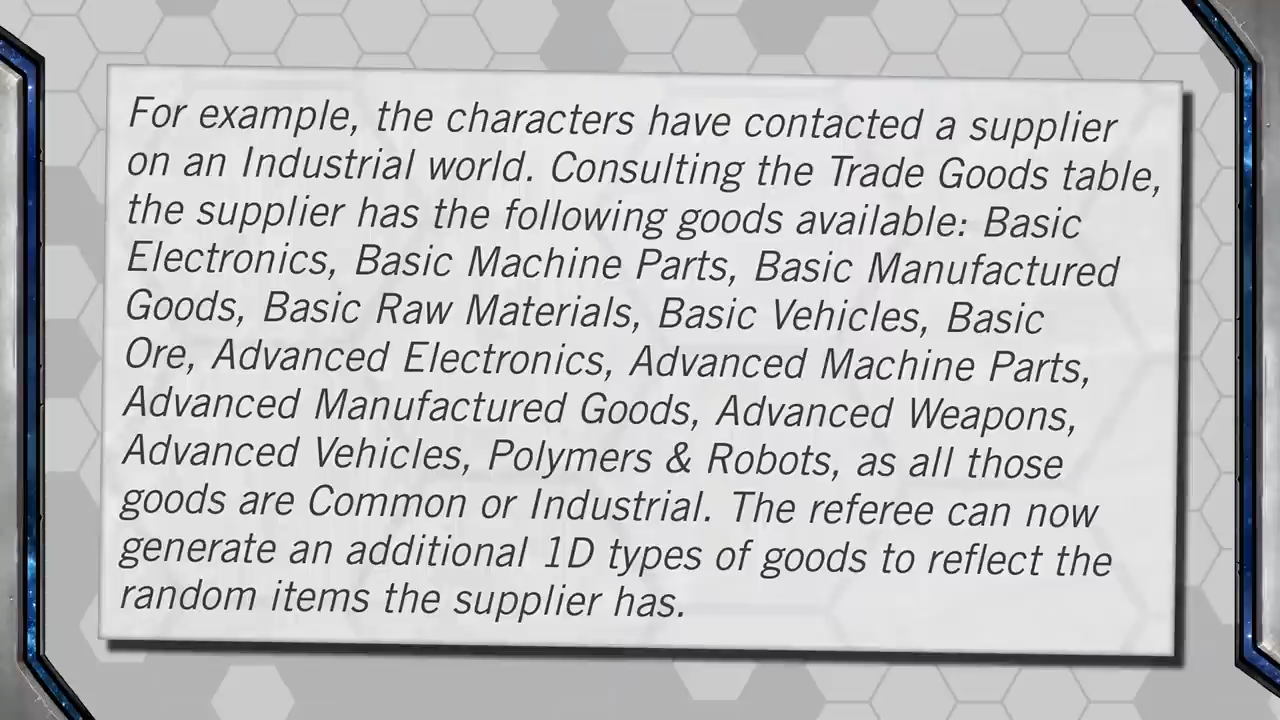 For example, the characters have contacted a supplier
on an Industrial world. Consulting the Trade Goods table,
the supplier has the following goods available: Basic
Electronics, Basic Machine Parts, Basic Manufactured
Goods, Basic Raw Materials, Basic Vehicles, Basic
Ore, Advanced Electronics, Advanced Machine Parts,
Advanced Manufactured Goods, Advanced Weapons,
Advanced Vehicles, Polymers & Robots, as all those
goods are Common or Industrial. The referee can now
generate an additional 1D types of goods to reflect the
random items the supplier has.